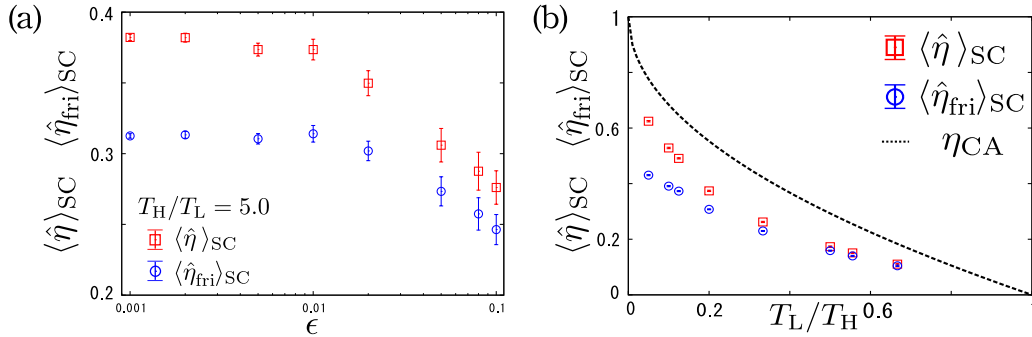 (a)
⟨η̂⟩SC ⟨η̂fri⟩SC
0.4
0.3
0.2
TH/TL = 5.0
⟨η̂⟩SC
⟨η̂fri⟩SC
0.001
0.01
0.1
ϵ
(b)
⟨η̂⟩SC ⟨η̂fri⟩SC
1
0.6
0.2
0
⟨η̂⟩SC
⟨η̂fri⟩SC
ηCA
0
0.2
TL/TH
0.6